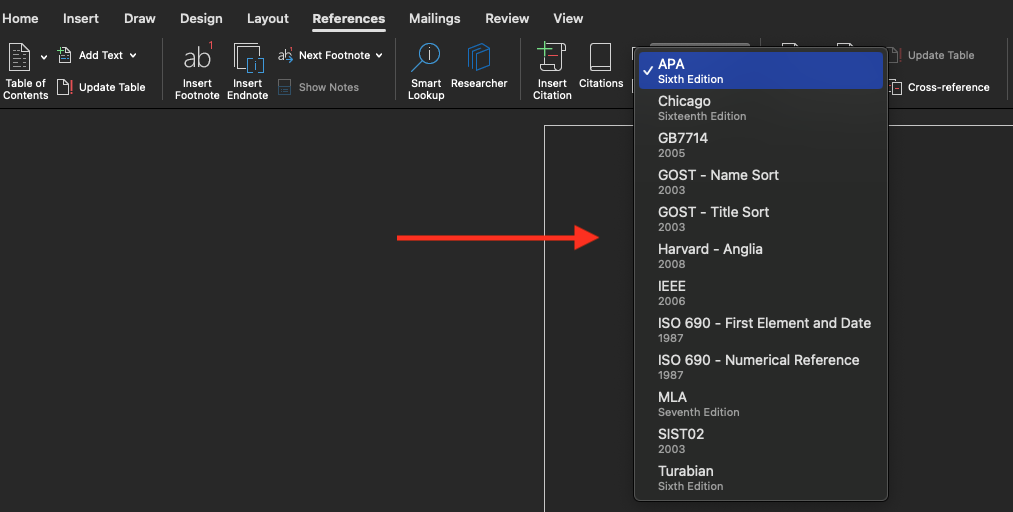 Home Insert Draw Design Layout References Mailings Review View
Table of Contents
Add Text
Update Table
ab1
Insert Footnote
Insert Endnote
ab Next Footnote
Show Notes
Smart Lookup
Researcher
Insert Citation
Citations
Update Table
Cross-reference
✓ APA
Sixth Edition
Chicago
Sixteenth Edition
GB7714
2005
GOST - Name Sort
2003
GOST - Title Sort
2003
Harvard - Anglia
2008
IEEE
2006
ISO 690 - First Element and Date
1987
ISO 690 - Numerical Reference
1987
MLA
Seventh Edition
SIST02
2003
Turabian
Sixth Edition